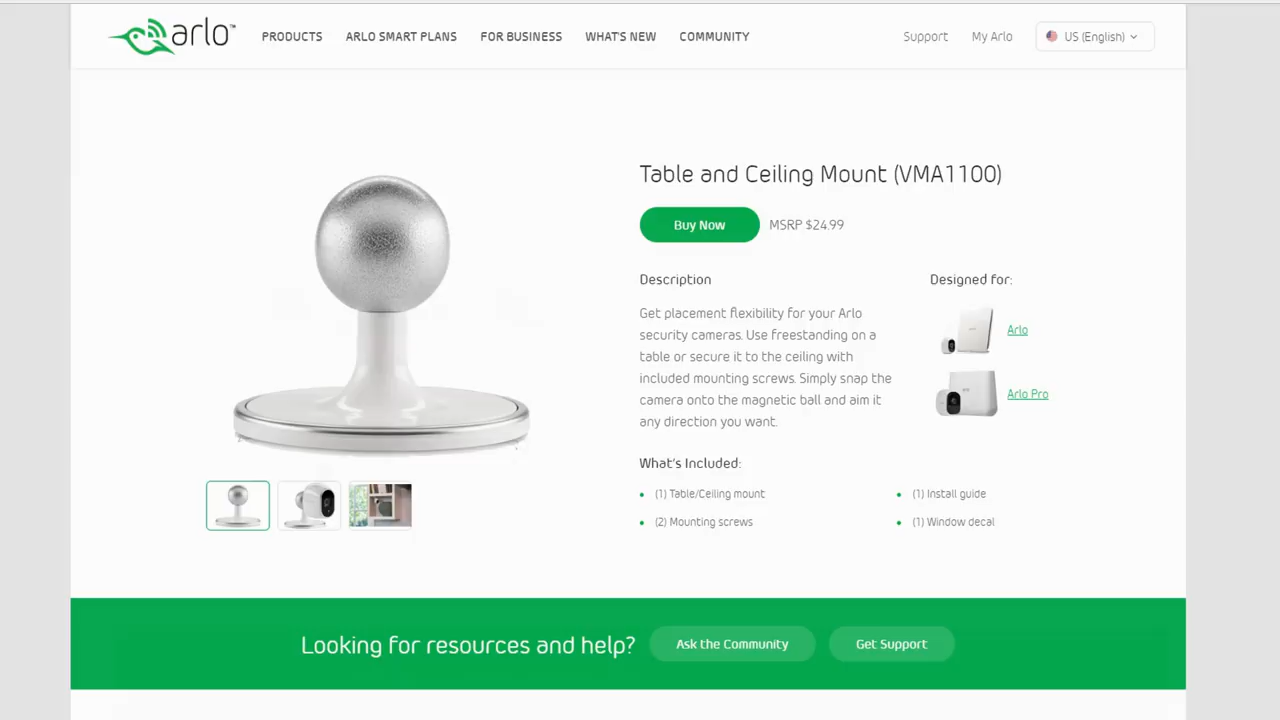 arlo™
PRODUCTS ARLO SMART PLANS FOR BUSINESS WHAT'S NEW COMMUNITY Support My Arlo US (English)
Table and Ceiling Mount (VMA1100)
Buy Now MSRP $24.99
Description
Get placement flexibility for your Arlo
security cameras. Use freestanding on a
table or secure it to the ceiling with
included mounting screws. Simply snap the
camera onto the magnetic ball and aim it
any direction you want.
Designed for:
Arlo
Arlo Pro
What's Included:
(1) Table/Ceiling mount
(2) Mounting screws
(1) Install guide
(1) Window decal
Looking for resources and help? Ask the Community Get Support